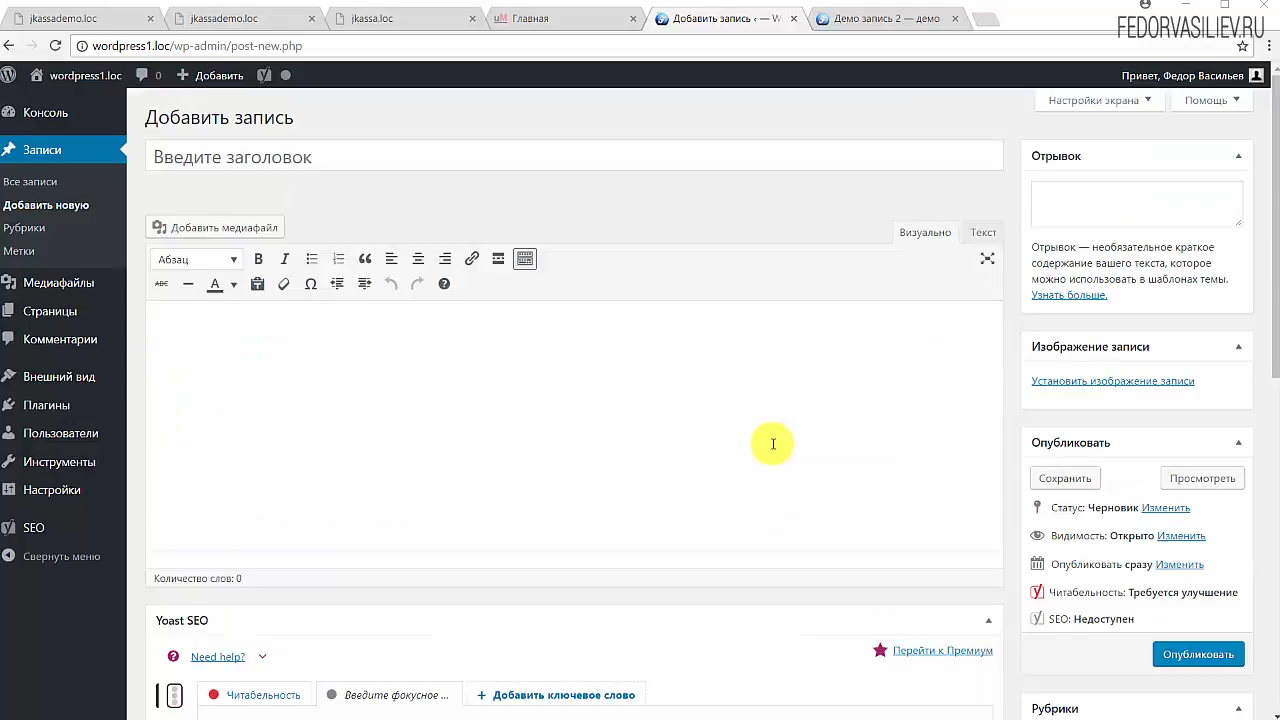 jkassademo.loc
jkassademo.loc
jkassa.loc
uM Главная
Добавить запись ‹ — W
Демо запись 2 — демо
FEDORVASILIEV.RU
wordpress1.loc/wp-admin/post-new.php
wordpress1.loc
0
Добавить
Привет, Федор Васильев
Настройки экрана
Помощь
Консоль
Записи
Все записи
Добавить новую
Рубрики
Метки
Медиафайлы
Страницы
Комментарии
Внешний вид
Плагины
Пользователи
Инструменты
Настройки
SEO
Свернуть меню
Добавить запись
Введите заголовок
Добавить медиафайл
Визуально
Текст
Абзац
B I
ABC
A
Ω
Количество слов: 0
Yoast SEO
Need help?
Перейти к Премиум
Читабельность
Введите фокусное ...
+ Добавить ключевое слово
Отрывок
Отрывок — необязательное краткое
содержание вашего текста, которое
можно использовать в шаблонах темы.
Узнать больше.
Изображение записи
Установить изображение записи
Опубликовать
Сохранить
Просмотреть
Статус: Черновик Изменить
Видимость: Открыто Изменить
Опубликовать сразу Изменить
Читабельность: Требуется улучшение
SEO: Недоступен
Опубликовать
Рубрики